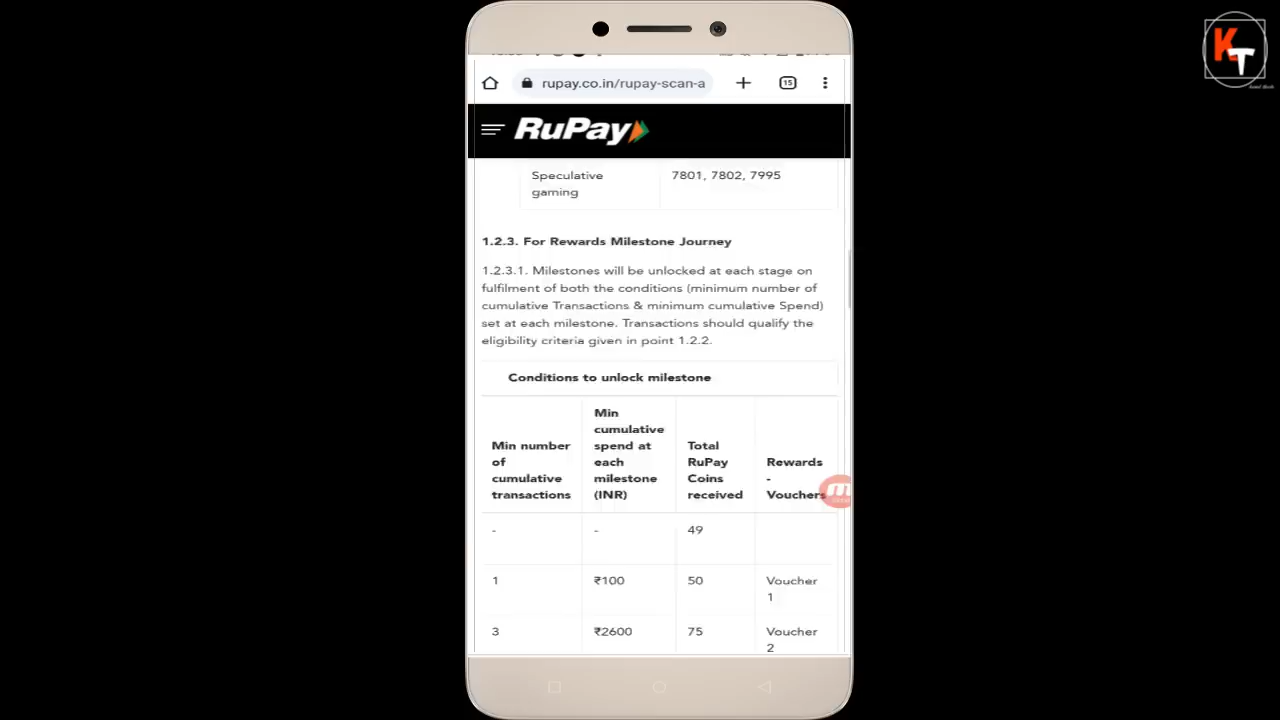 KT
rupay.co.in/rupay-scan-a
15
RuPay
Speculative
gaming
7801, 7802, 7995
1.2.3. For Rewards Milestone Journey
1.2.3.1. Milestones will be unlocked at each stage on
fulfilment of both the conditions (minimum number of
cumulative Transactions & minimum cumulative Spend)
set at each milestone. Transactions should qualify the
eligibility criteria given in point 1.2.2.
Conditions to unlock milestone
Min number
of
cumulative
transactions
Min
cumulative
spend at
each
milestone
(INR)
Total
RuPay
Coins
received
Rewards
-
Vouchers
-
-
49
1
₹100
50
Voucher
1
3
₹2600
75
Voucher
2